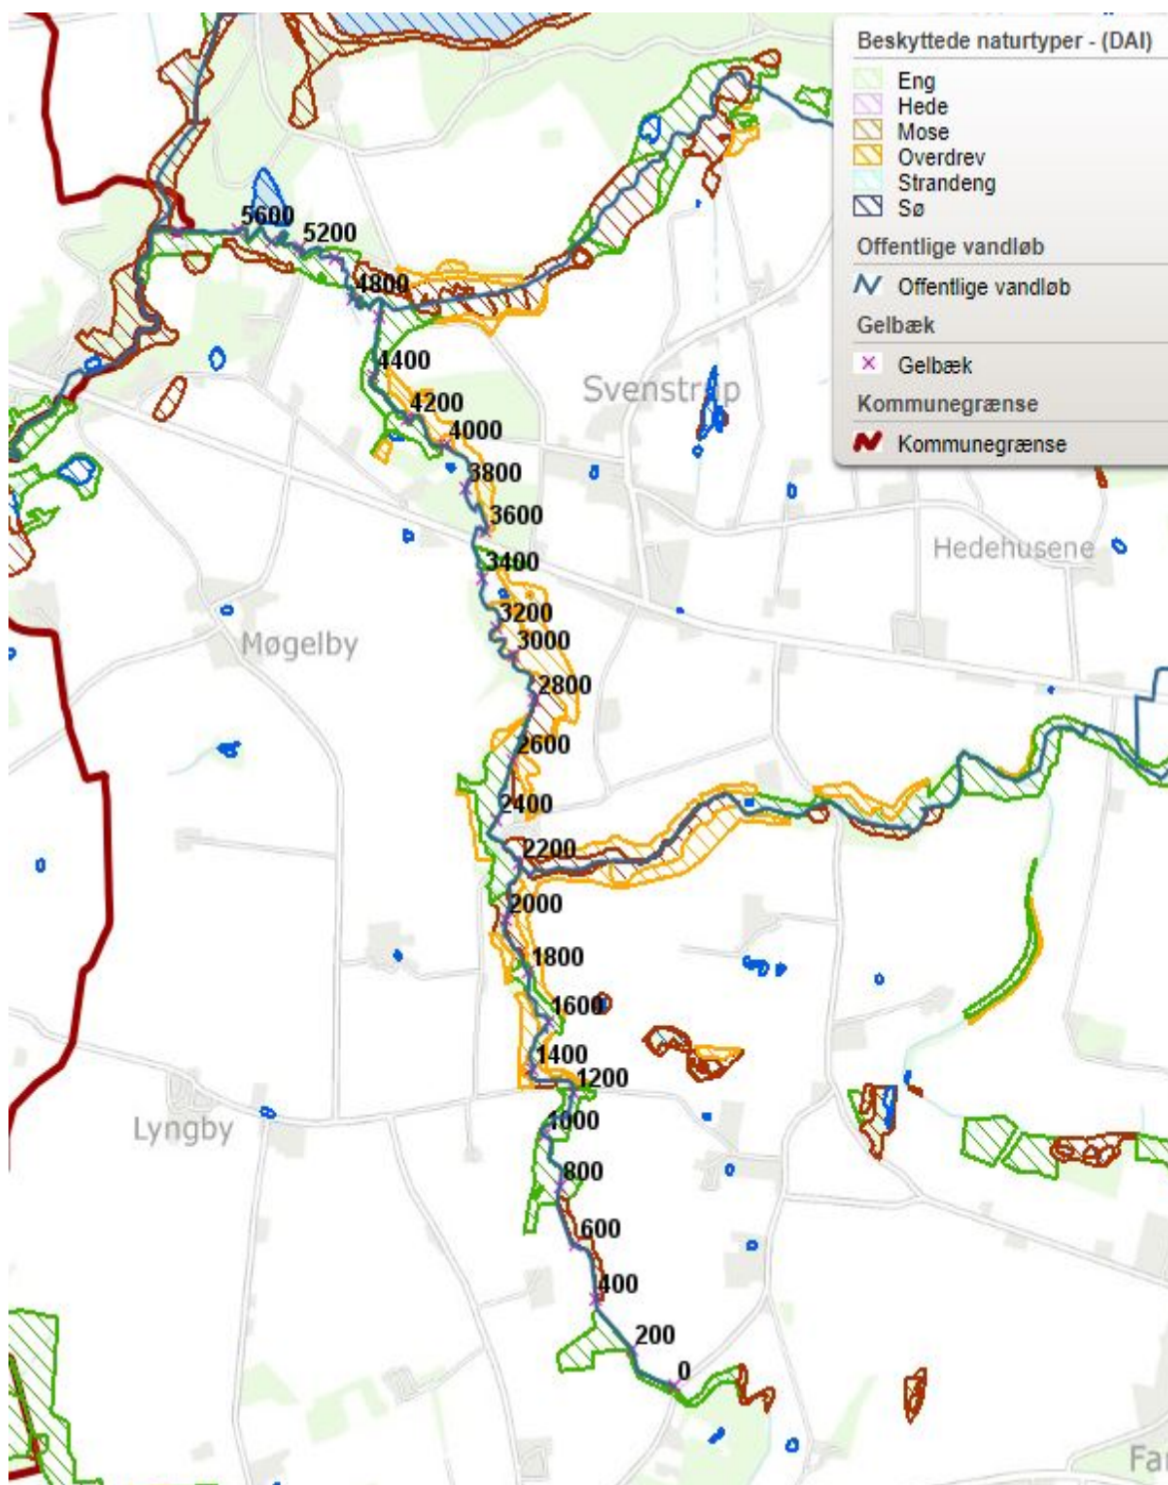 Beskyttede naturtyper - (DAI)
Eng
Hede
Mose
Overdrev
Strandeng
Sø
Offentlige vandløb
Offentlige vandløb
Gelbæk
Gelbæk
Kommunegrænse
Kommunegrænse
5600
5200
4800
4400
Svenstrup
4200
4000
3800
3600
Hedehusene
3400
3200
Møgelby
3000
2800
2600
2400
2200
2000
1800
1600
1400
1200
1000
Lyngby
800
600
400
200
0
Far